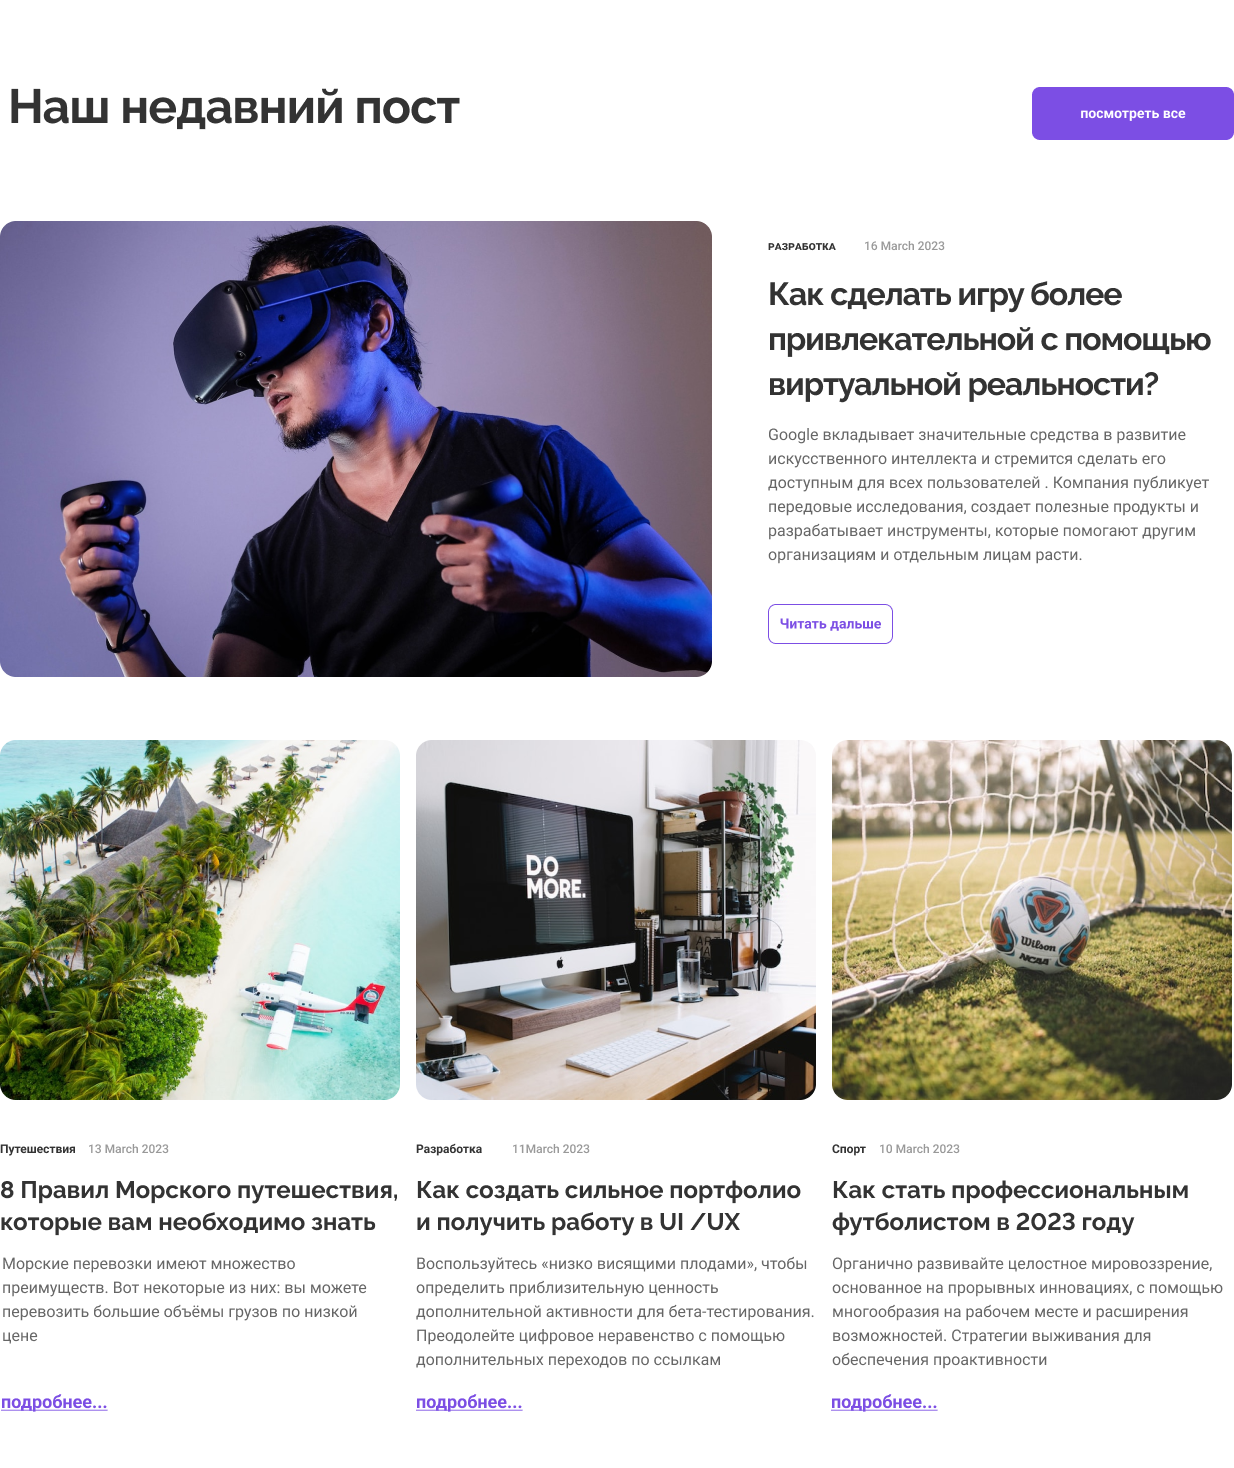 Наш недавний пост
посмотреть все
РАЗРАБОТКА 16 March 2023
Как сделать игру более
привлекательной с помощью
виртуальной реальности?
Google вкладывает значительные средства в развитие
искусственного интеллекта и стремится сделать его
доступным для всех пользователей . Компания публикует
передовые исследования, создает полезные продукты и
разрабатывает инструменты, которые помогают другим
организациям и отдельным лицам расти.
Читать дальше
DO
MORE.
Wilson
NCAA
Путешествия 13 March 2023
8 Правил Морского путешествия,
которые вам необходимо знать
Морские перевозки имеют множество
преимуществ. Вот некоторые из них: вы можете
перевозить большие объёмы грузов по низкой
цене
подробнее...
Разработка 11March 2023
Как создать сильное портфолио
и получить работу в UI /UX
Воспользуйтесь «низко висящими плодами», чтобы
определить приблизительную ценность
дополнительной активности для бета-тестирования.
Преодолейте цифровое неравенство с помощью
дополнительных переходов по ссылкам
подробнее...
Спорт 10 March 2023
Как стать профессиональным
футболистом в 2023 году
Органично развивайте целостное мировоззрение,
основанное на прорывных инновациях, с помощью
многообразия на рабочем месте и расширения
возможностей. Стратегии выживания для
обеспечения проактивности
подробнее...